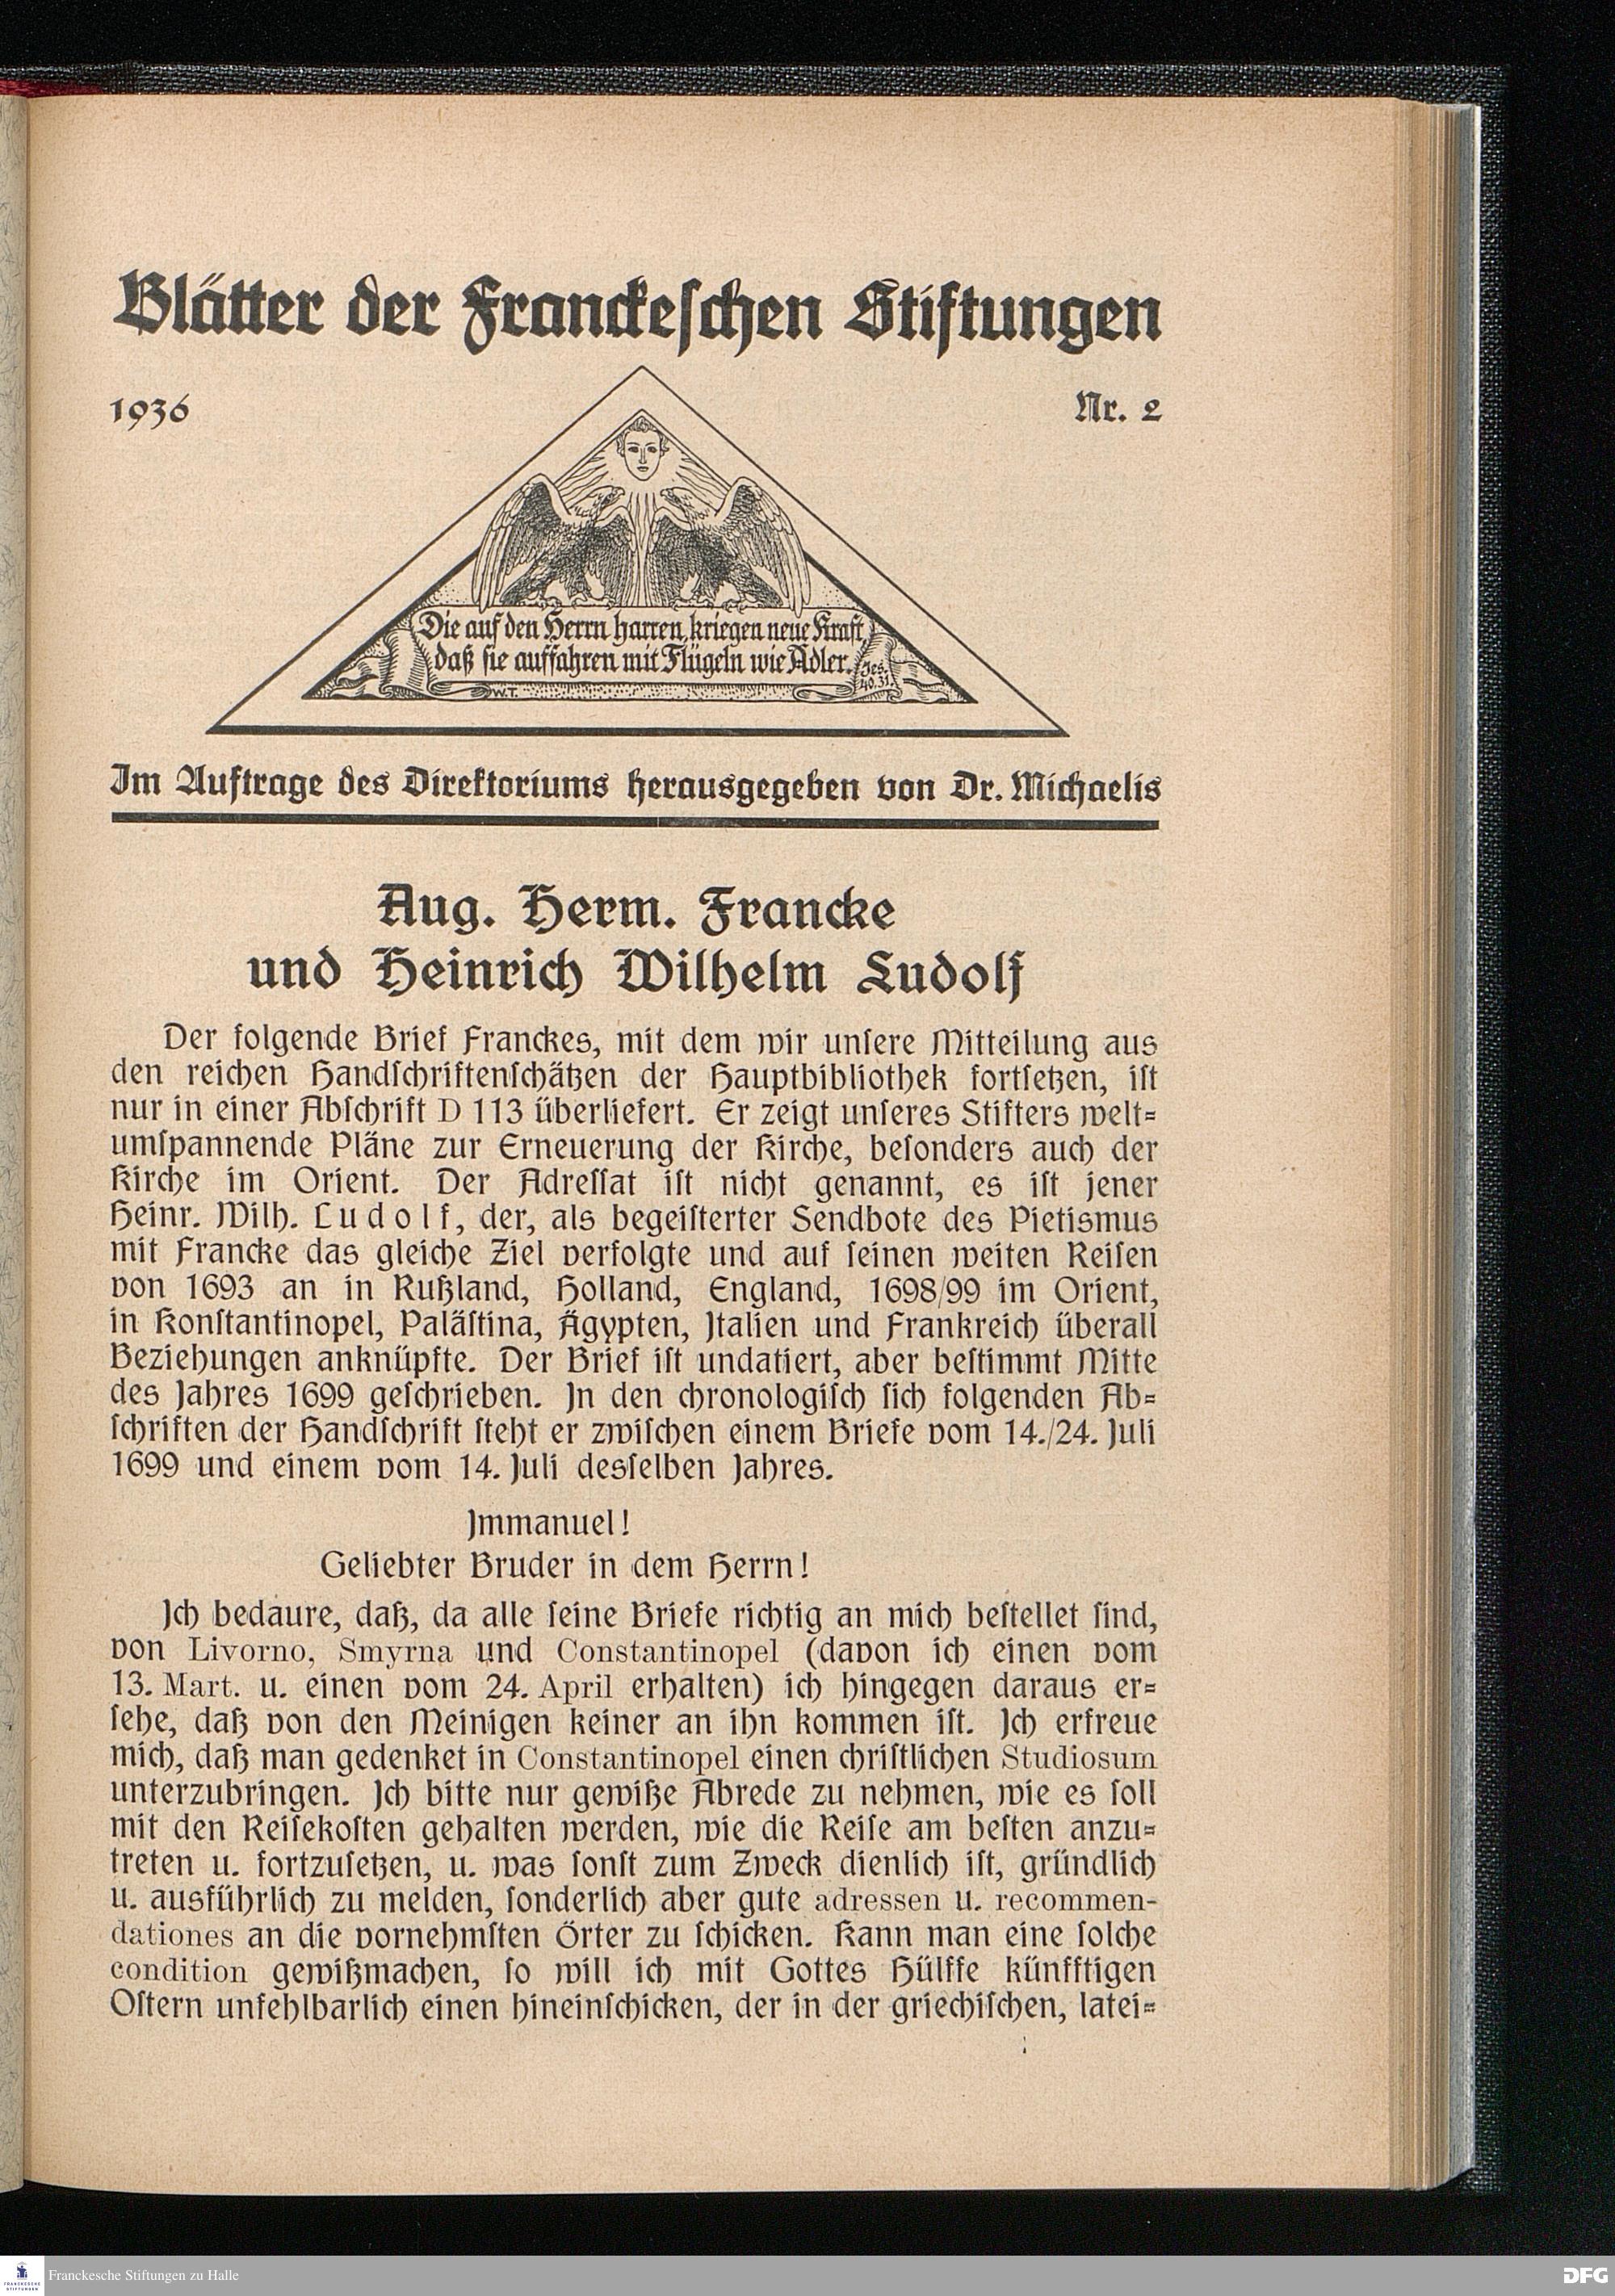 Blätter der Franckeschen Stiftungen
1936
Nr. 2
Die auf den Herrn harren, kriegen neue Kraft,
daß sie auffahren mit Flügeln wie Adler.
Jes.
40.31.
W.T.
Im Auftrage des Direktoriums herausgegeben von Dr. Michaelis
Aug. Herm. Francke
und Heinrich Wilhelm Ludolf
Der folgende Brief Franckes, mit dem wir unsere Mitteilung aus
den reichen Handschriftenschätzen der Hauptbibliothek fortsetzen, ist
nur in einer Abschrift D 113 überliefert. Er zeigt unseres Stifters welt-
umspannende Pläne zur Erneuerung der Kirche, besonders auch der
Kirche im Orient. Der Adressat ist nicht genannt, es ist jener
Heinr. Wilh. Ludolf, der, als begeisterter Sendbote des Pietismus
mit Francke das gleiche Ziel verfolgte und auf seinen weiten Reisen
von 1693 an in Rußland, Holland, England, 1698/99 im Orient,
in Konstantinopel, Palästina, Ägypten, Italien und Frankreich überall
Beziehungen anknüpfte. Der Brief ist undatiert, aber bestimmt Mitte
des Jahres 1699 geschrieben. In den chronologisch sich folgenden Ab-
schriften der Handschrift steht er zwischen einem Briefe vom 14./24. Juli
1699 und einem vom 14. Juli desselben Jahres.
Immanuel!
Geliebter Bruder in dem Herrn!
Ich bedaure, daß, da alle seine Briefe richtig an mich bestellet sind,
von Livorno, Smyrna und Constantinopel (davon ich einen vom
13. Mart. u. einen vom 24. April erhalten) ich hingegen daraus er-
sehe, daß von den Meinigen keiner an ihn kommen ist. Ich erfreue
mich, daß man gedenket in Constantinopel einen christlichen Studiosum
unterzubringen. Ich bitte nur gewiße Abrede zu nehmen, wie es soll
mit den Reisekosten gehalten werden, wie die Reise am besten anzu-
treten u. fortzusetzen, u. was sonst zum Zweck dienlich ist, gründlich
u. ausführlich zu melden, sonderlich aber gute adressen u. recommen-
dationes an die vornehmsten Örter zu schicken. Kann man eine solche
condition gewißmachen, so will ich mit Gottes Hülffe künfftigen
Ostern unfehlbarlich einen hineinschicken, der in der griechischen, latei-
FRANCKESCHE
STIFTUNGEN
Franckesche Stiftungen zu Halle
DFG